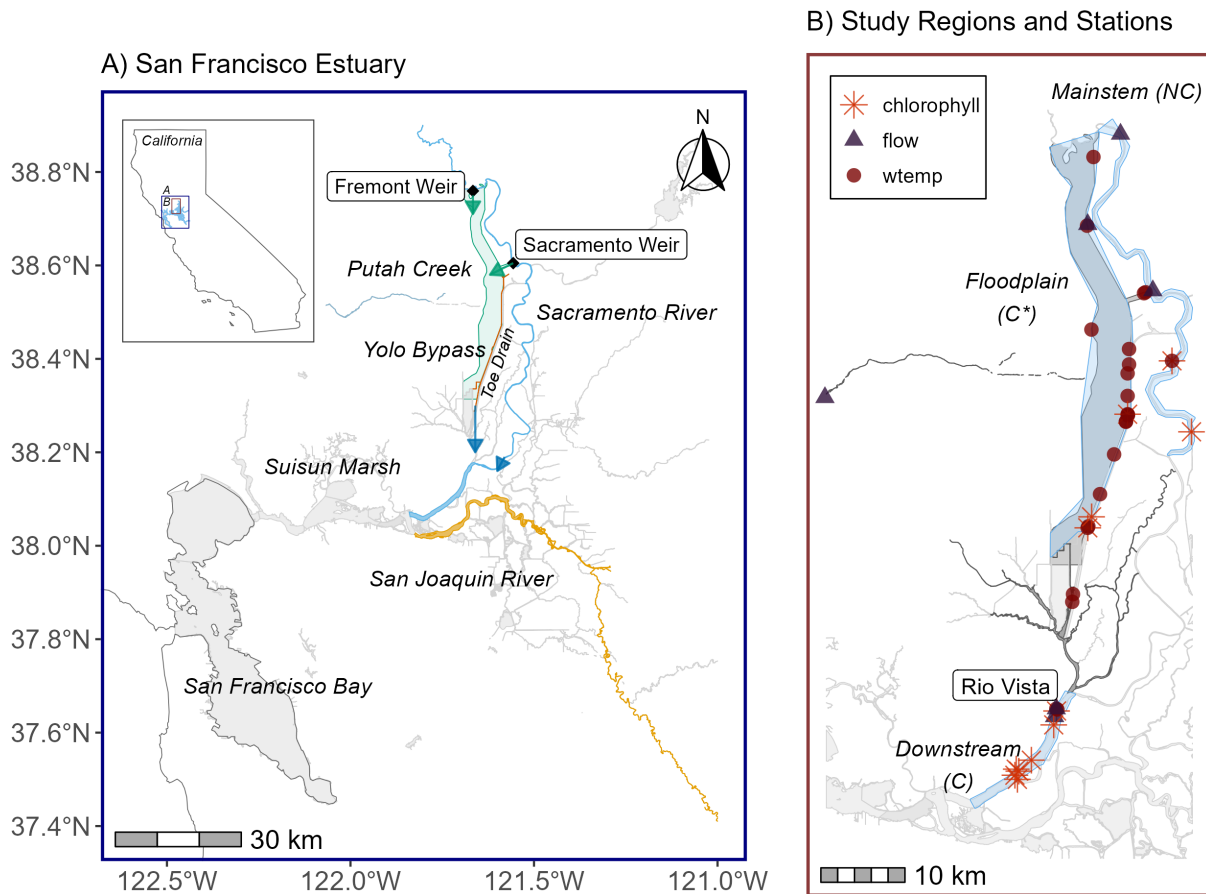 A) San Francisco Estuary
B) Study Regions and Stations
California
A
B
N
Fremont Weir
Sacramento Weir
Putah Creek
Sacramento River
Yolo Bypass
Toe Drain
Suisun Marsh
San Joaquin River
San Francisco Bay
30 km
38.8°N
38.6°N
38.4°N
38.2°N
38.0°N
37.8°N
37.6°N
37.4°N
122.5°W
122.0°W
121.5°W
121.0°W
chlorophyll
flow
wtemp
Mainstem (NC)
Floodplain
(C*)
Rio Vista
Downstream
(C)
10 km